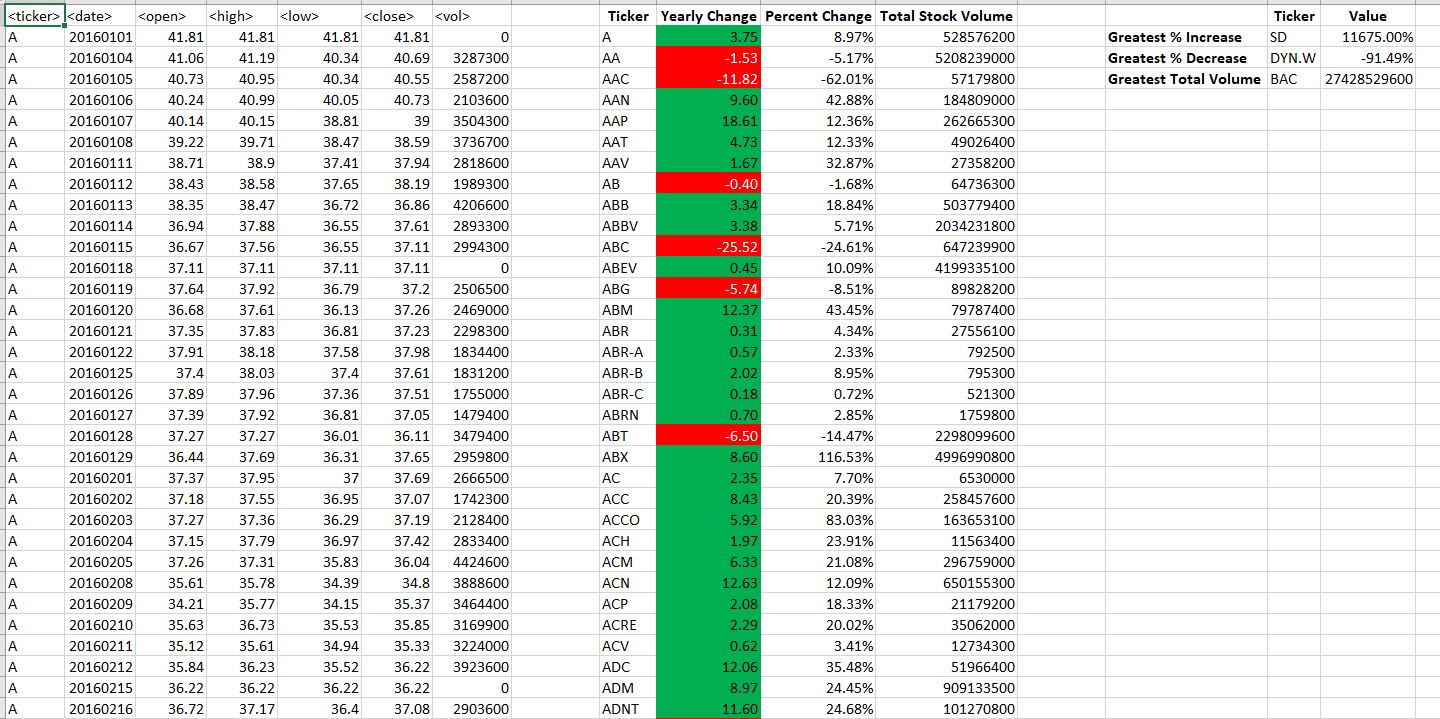 <ticker> <date> <open> <high> <low> <close> <vol> Ticker Yearly Change Percent Change Total Stock Volume Ticker Value
A 20160101 41.81 41.81 41.81 41.81 0 A 3.75 8.97% 528576200 Greatest % Increase SD 11675.00%
A 20160104 41.06 41.19 40.34 40.69 3287300 AA -1.53 -5.17% 5208239000 Greatest % Decrease DYN.W -91.49%
A 20160105 40.73 40.95 40.34 40.55 2587200 AAC -11.82 -62.01% 57179800 Greatest Total Volume BAC 27428529600
A 20160106 40.24 40.99 40.05 40.73 2103600 AAN 9.60 42.88% 184809000
A 20160107 40.14 40.15 38.81 39 3504300 AAP 18.61 12.36% 262665300
A 20160108 39.22 39.71 38.47 38.59 3736700 AAT 4.73 12.33% 49026400
A 20160111 38.71 38.9 37.41 37.94 2818600 AAV 1.67 32.87% 27358200
A 20160112 38.43 38.58 37.65 38.19 1989300 AB -0.40 -1.68% 64736300
A 20160113 38.35 38.47 36.72 36.86 4206600 ABB 3.34 18.84% 503779400
A 20160114 36.94 37.88 36.55 37.61 2893300 ABBV 3.38 5.71% 2034231800
A 20160115 36.67 37.56 36.55 37.11 2994300 ABC -25.52 -24.61% 647239900
A 20160118 37.11 37.11 37.11 37.11 0 ABEV 0.45 10.09% 4199335100
A 20160119 37.64 37.92 36.79 37.2 2506500 ABG -5.74 -8.51% 89828200
A 20160120 36.68 37.61 36.13 37.26 2469000 ABM 12.37 43.45% 79787400
A 20160121 37.35 37.83 36.81 37.23 2298300 ABR 0.31 4.34% 27556100
A 20160122 37.91 38.18 37.58 37.98 1834400 ABR-A 0.57 2.33% 792500
A 20160125 37.4 38.03 37.4 37.61 1831200 ABR-B 2.02 8.95% 795300
A 20160126 37.89 37.96 37.36 37.51 1755000 ABR-C 0.18 0.72% 521300
A 20160127 37.39 37.92 36.81 37.05 1479400 ABRN 0.70 2.85% 1759800
A 20160128 37.27 37.27 36.01 36.11 3479400 ABT -6.50 -14.47% 2298099600
A 20160129 36.44 37.69 36.31 37.65 2959800 ABX 8.60 116.53% 4996990800
A 20160201 37.37 37.95 37 37.69 2666500 AC 2.35 7.70% 6530000
A 20160202 37.18 37.55 36.95 37.07 1742300 ACC 8.43 20.39% 258457600
A 20160203 37.27 37.36 36.29 37.19 2128400 ACCO 5.92 83.03% 163653100
A 20160204 37.15 37.79 36.97 37.42 2833400 ACH 1.97 23.91% 11563400
A 20160205 37.26 37.31 35.83 36.04 4424600 ACM 6.33 21.08% 296759000
A 20160208 35.61 35.78 34.39 34.8 3888600 ACN 12.63 12.09% 650155300
A 20160209 34.21 35.77 34.15 35.37 3464400 ACP 2.08 18.33% 21179200
A 20160210 35.63 36.73 35.53 35.85 3169900 ACRE 2.29 20.02% 35062000
A 20160211 35.12 35.61 34.94 35.33 3224000 ACV 0.62 3.41% 12734300
A 20160212 35.84 36.23 35.52 36.22 3923600 ADC 12.06 35.48% 51966400
A 20160215 36.22 36.22 36.22 36.22 0 ADM 8.97 24.45% 909133500
A 20160216 36.72 37.17 36.4 37.08 2903600 ADNT 11.60 24.68% 101270800